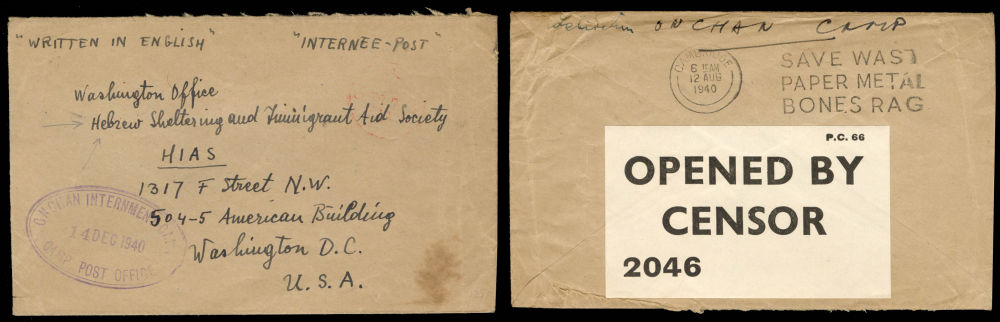 "WRITTEN IN ENGLISH" "INTERNEE-POST"
Washington Office
Hebrew Sheltering and Immigrant Aid Society
HIAS
1317 F Street N.W.
504-5 American Building
Washington D.C.
U.S.A.
ONCHAN INTERNMENT
14 DEC 1940
CAMP POST OFFICE
ONCHAN CAMP
CAMBRIDGE
6 15 AM
12 AUG
1940
SAVE WAST
PAPER METAL
BONES RAG
P.C. 66
OPENED BY
CENSOR
2046